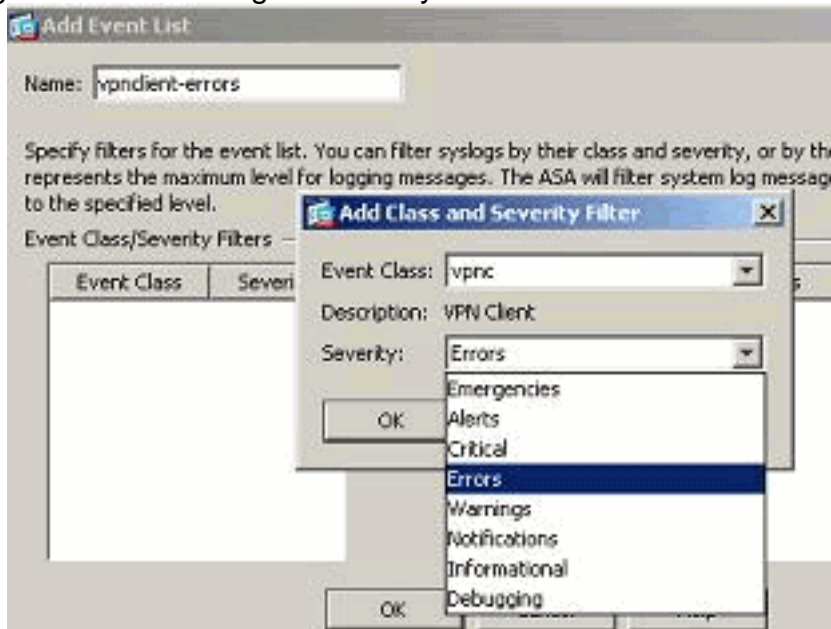 Add Event List
Name: vpnclient-errors
Specify filters for the event list. You can filter syslogs by their class and severity, or by the
represents the maximum level for logging messages. The ASA will filter system log message
to the specified level.
Event Class/Severity Filters
Event Class
Add Class and Severity Filter
Event Class: vpnc
Description: VPN Client
Severity: Errors
Emergencies
Alerts
Critical
Errors
Warnings
Notifications
Informational
Debugging
OK
OK